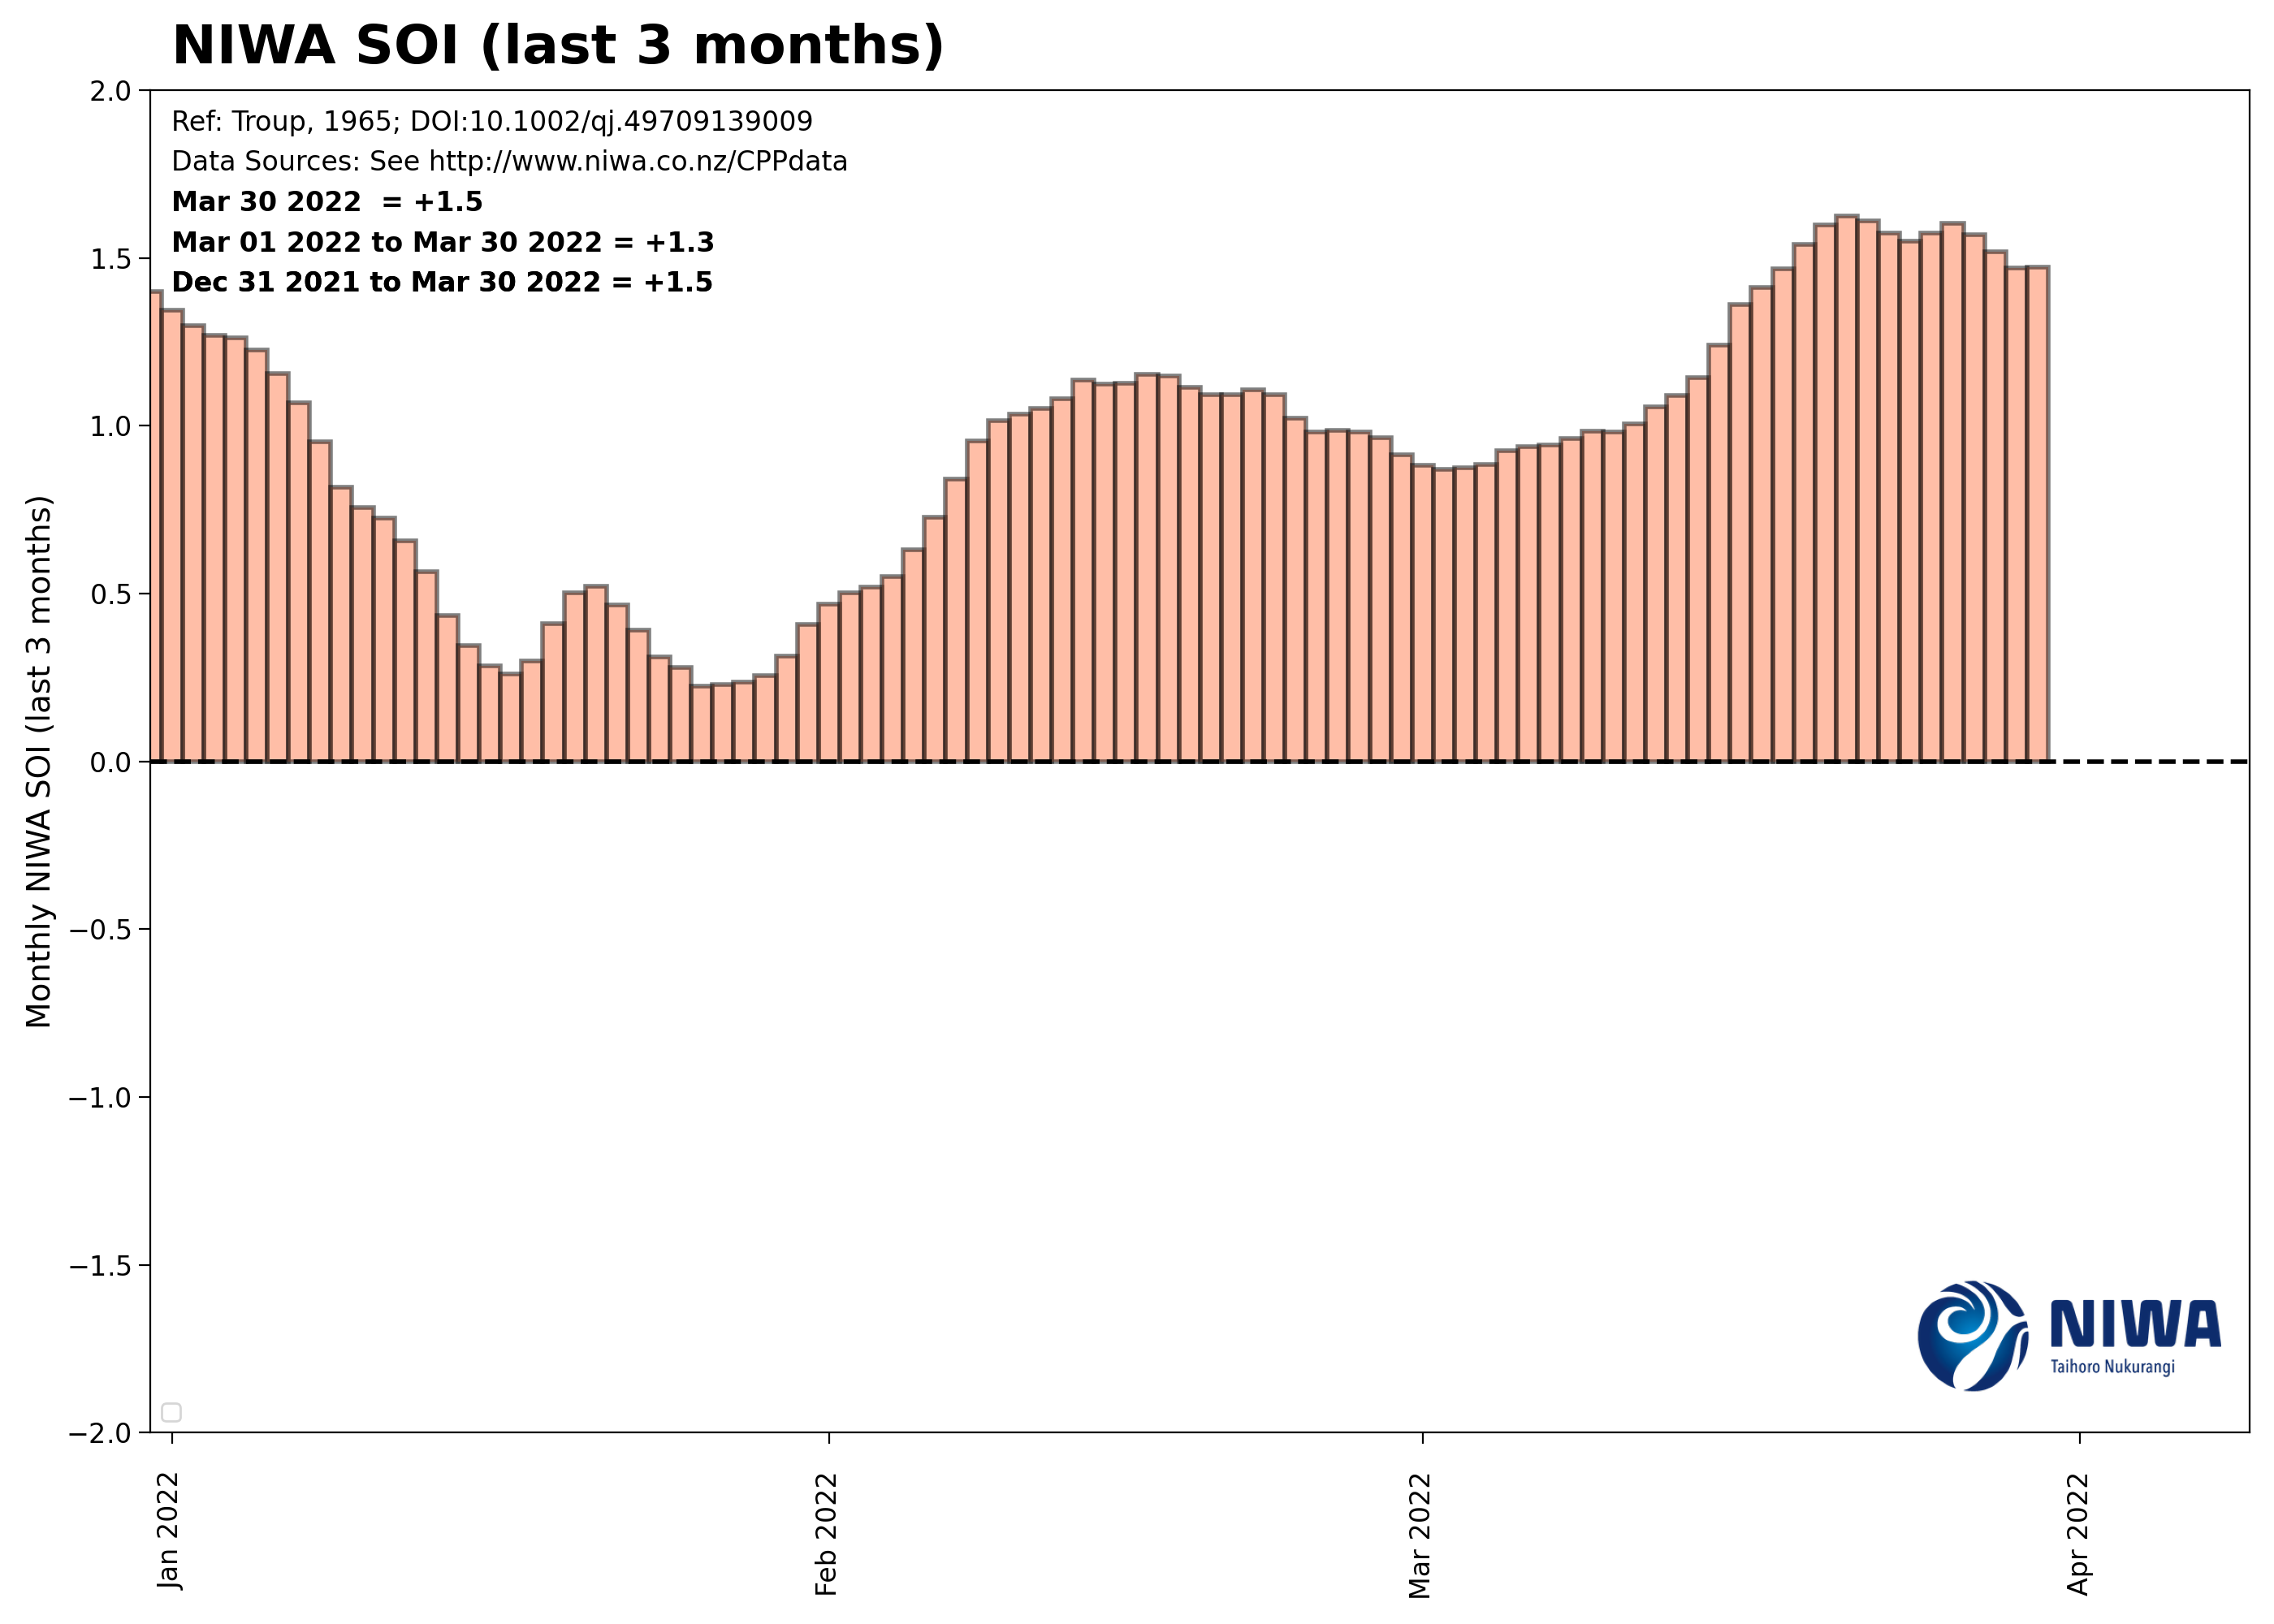 NIWA SOI (last 3 months)
Ref: Troup, 1965; DOI:10.1002/qj.49709139009
Data Sources: See http://www.niwa.co.nz/CPPdata
Mar 30 2022  = +1.5
Mar 01 2022 to Mar 30 2022 = +1.3
Dec 31 2021 to Mar 30 2022 = +1.5
Monthly NIWA SOI (last 3 months)
2.0
1.5
1.0
0.5
0.0
−0.5
−1.0
−1.5
−2.0
NIWA
Taihoro Nukurangi
Jan 2022
Feb 2022
Mar 2022
Apr 2022